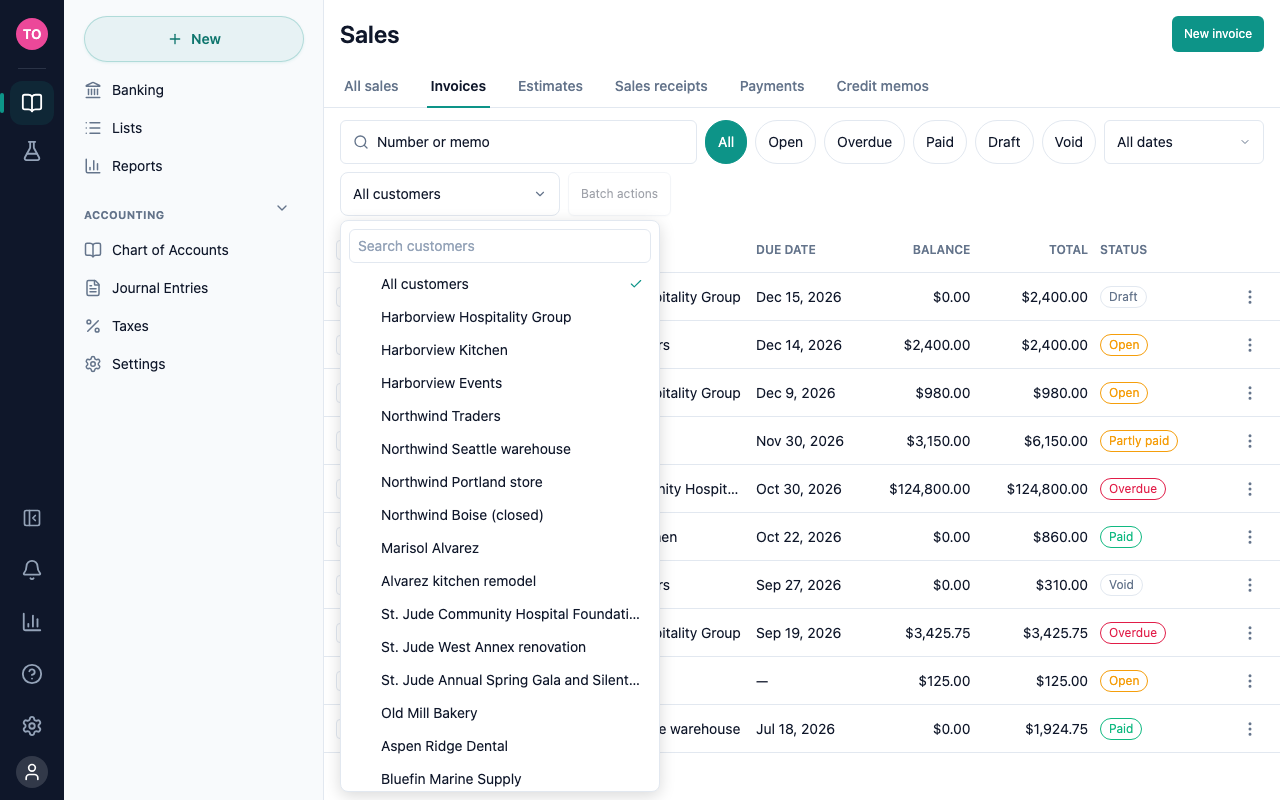 TO
New
Banking
Lists
Reports
ACCOUNTING
Chart of Accounts
Journal Entries
Taxes
Settings
Sales
New invoice
All sales
Invoices
Estimates
Sales receipts
Payments
Credit memos
Number or memo
All
Open
Overdue
Paid
Draft
Void
All dates
All customers
Batch actions
Search customers
All customers
Harborview Hospitality Group
Harborview Kitchen
Harborview Events
Northwind Traders
Northwind Seattle warehouse
Northwind Portland store
Northwind Boise (closed)
Marisol Alvarez
Alvarez kitchen remodel
St. Jude Community Hospital Foundati...
St. Jude West Annex renovation
St. Jude Annual Spring Gala and Silent...
Old Mill Bakery
Aspen Ridge Dental
Bluefin Marine Supply
DUE DATE BALANCE TOTAL STATUS
Group Dec 15, 2026 $0.00 $2,400.00 Draft
Dec 14, 2026 $2,400.00 $2,400.00 Open
Group Dec 9, 2026 $980.00 $980.00 Open
Nov 30, 2026 $3,150.00 $6,150.00 Partly paid
Hospit... Oct 30, 2026 $124,800.00 $124,800.00 Overdue
Oct 22, 2026 $0.00 $860.00 Paid
Sep 27, 2026 $0.00 $310.00 Void
Group Sep 19, 2026 $3,425.75 $3,425.75 Overdue
— $125.00 $125.00 Open
warehouse Jul 18, 2026 $0.00 $1,924.75 Paid